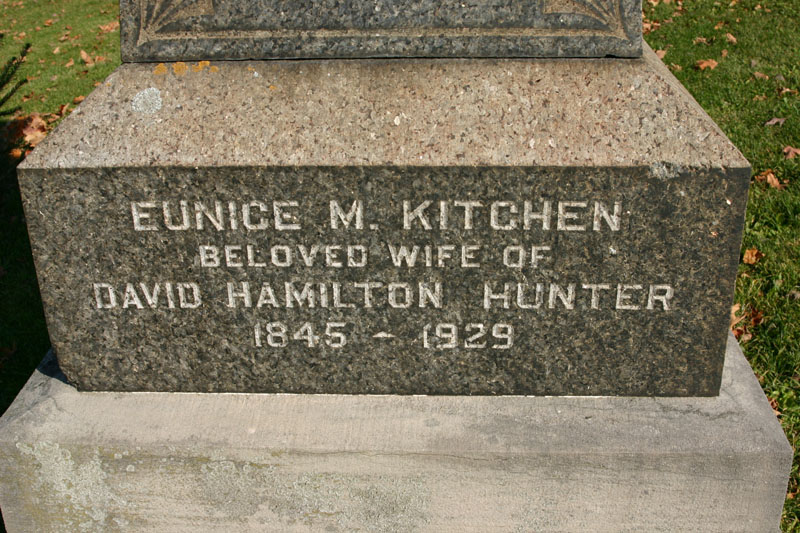 EUNICE M. KITCHEN
BELOVED WIFE OF
DAVID HAMILTON HUNTER
1845 - 1929